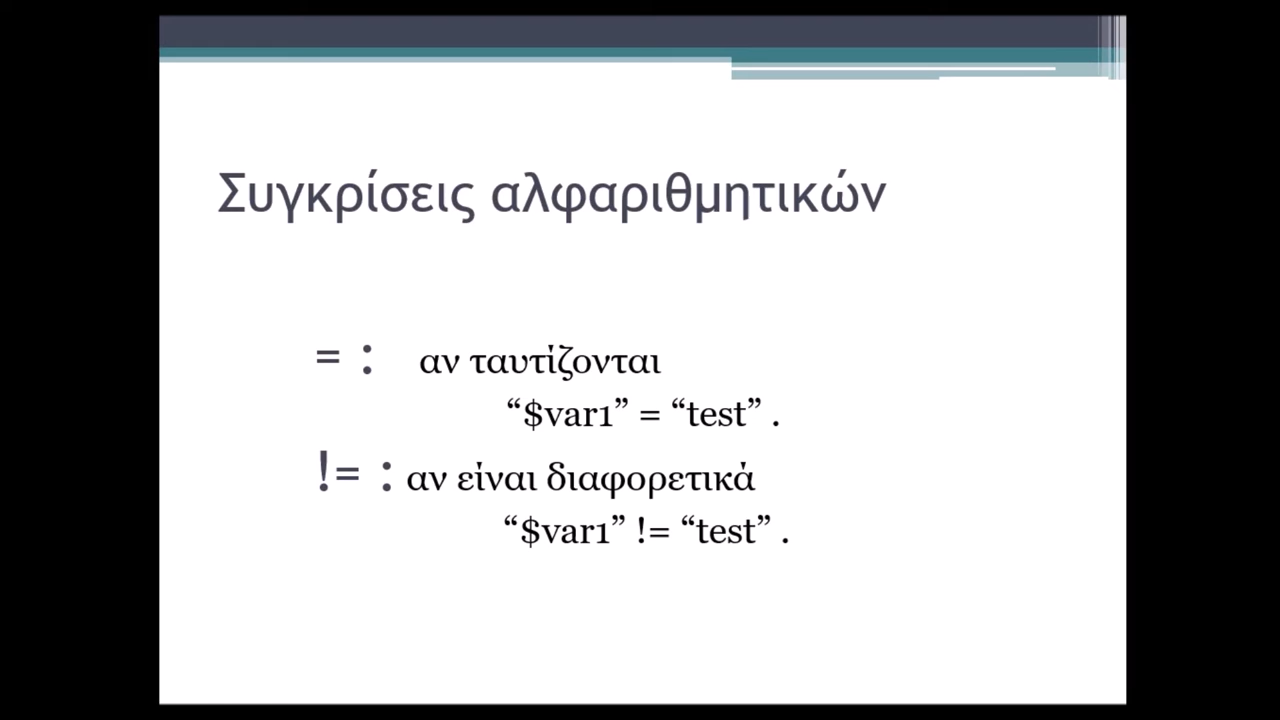 Συγκρίσεις αλφαριθμητικών
= : αν ταυτίζονται
“$var1” = “test” .
!= : αν είναι διαφορετικά
“$var1” != “test” .